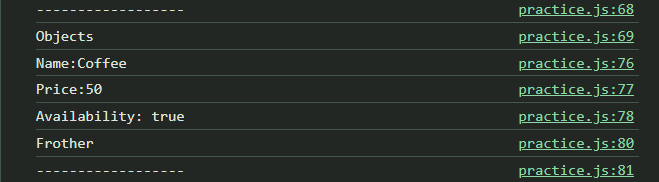 ------------------ practice.js:68
Objects practice.js:69
Name:Coffee practice.js:76
Price:50 practice.js:77
Availability: true practice.js:78
Frother practice.js:80
------------------ practice.js:81